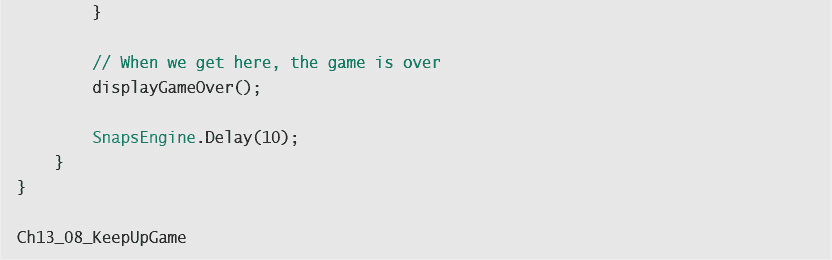 }
// When we get here, the game is over
displayGameOver();
SnapsEngine.Delay(10);
}
}
Ch13_08_KeepUpGame